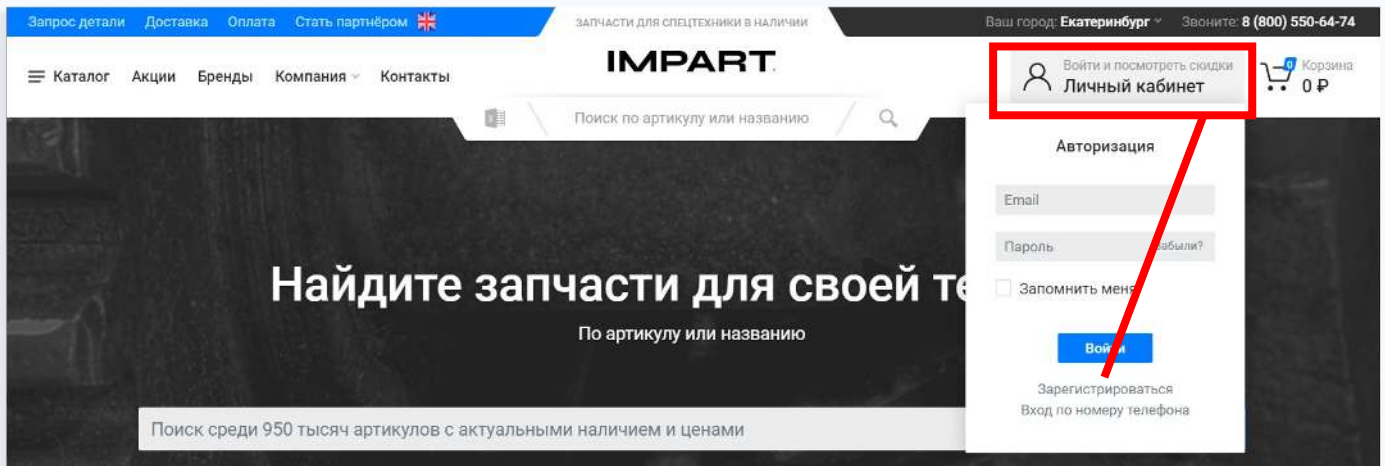 Запрос детали Доставка Оплата Стать партнёром
ЗАПЧАСТИ ДЛЯ СПЕЦТЕХНИКИ В НАЛИЧИИ
Ваш город: Екатеринбург Звоните: 8 (800) 550-64-74
Каталог Акции Бренды Компания Контакты
IMPART
Войти и посмотреть скидки
Личный кабинет
0 Корзина
0 ₽
Поиск по артикулу или названию
Авторизация
Email
Пароль
Запомнить меня
Войти
Зарегистрироваться
Вход по номеру телефона
Найдите запчасти для своей
По артикулу или названию
Поиск среди 950 тысяч артикулов с актуальными наличием и ценами